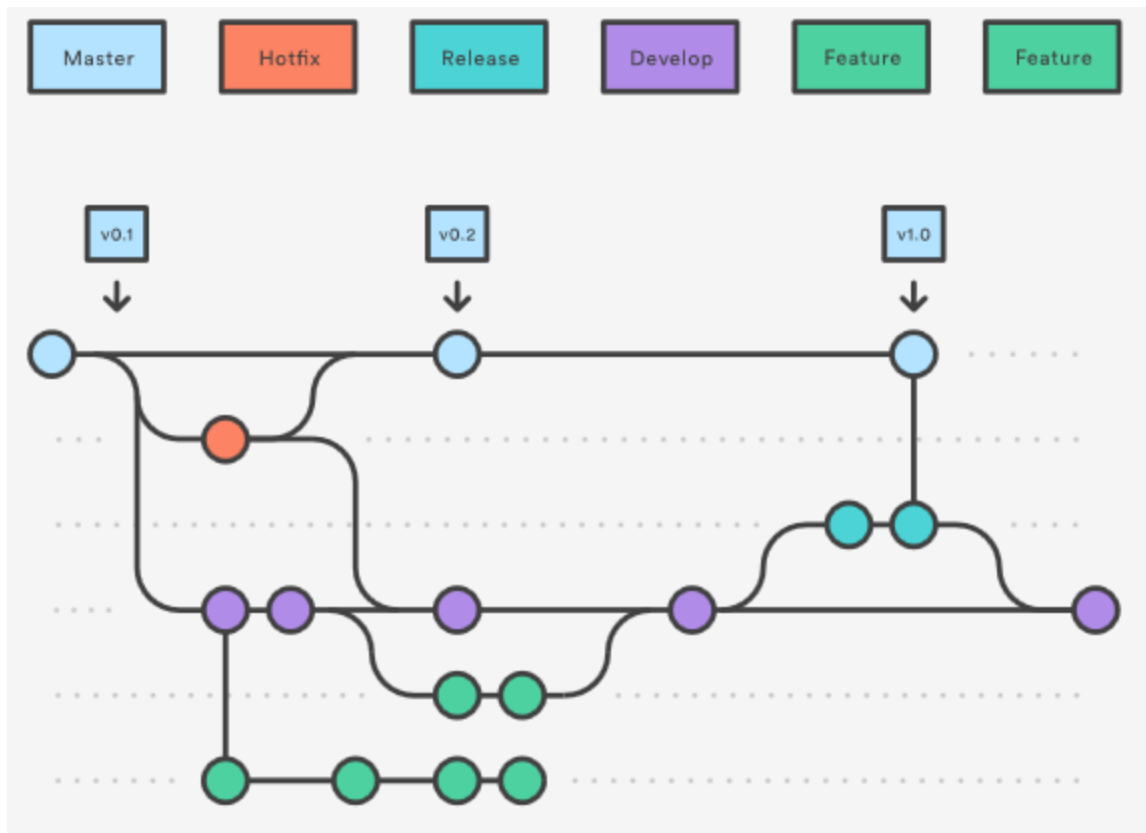 Master
Hotfix
Release
Develop
Feature
Feature
v0.1
v0.2
v1.0